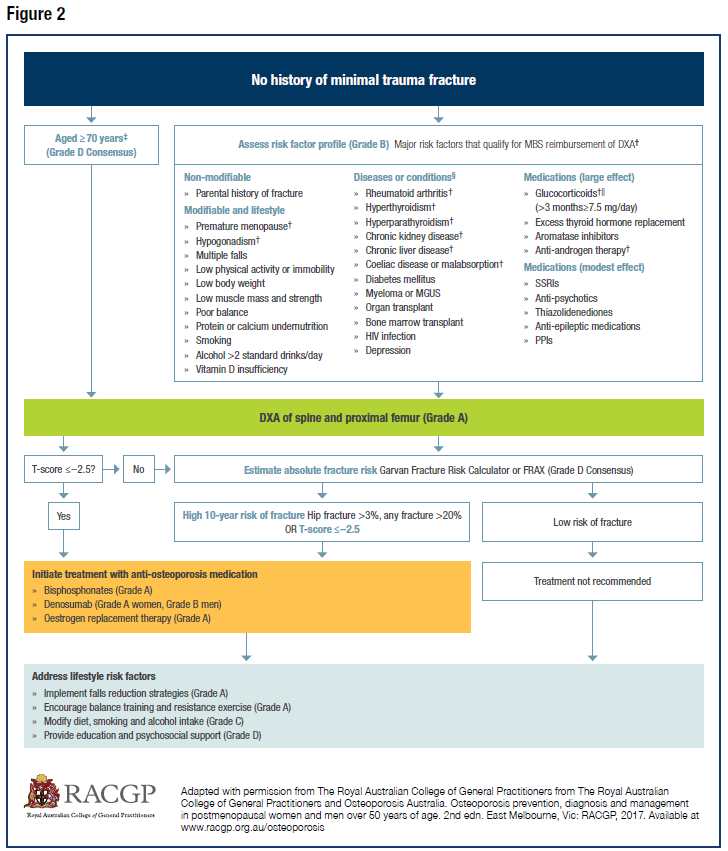 Figure 2
No history of minimal trauma fracture
Aged ≥70 years‡
(Grade D Consensus)
Assess risk factor profile (Grade B) Major risk factors that qualify for MBS reimbursement of DXA†
Non-modifiable
» Parental history of fracture
Modifiable and lifestyle
» Premature menopause†
» Hypogonadism†
» Multiple falls
» Low physical activity or immobility
» Low body weight
» Low muscle mass and strength
» Poor balance
» Protein or calcium undernutrition
» Smoking
» Alcohol >2 standard drinks/day
» Vitamin D insufficiency
Diseases or conditions§
» Rheumatoid arthritis†
» Hyperthyroidism†
» Hyperparathyroidism†
» Chronic kidney disease†
» Chronic liver disease†
» Coeliac disease or malabsorption†
» Diabetes mellitus
» Myeloma or MGUS
» Organ transplant
» Bone marrow transplant
» HIV infection
» Depression
Medications (large effect)
» Glucocorticoids†||
(>3 months≥7.5 mg/day)
» Excess thyroid hormone replacement
» Aromatase inhibitors
» Anti-androgen therapy†
Medications (modest effect)
» SSRIs
» Anti-psychotics
» Thiazolidenediones
» Anti-epileptic medications
» PPIs
DXA of spine and proximal femur (Grade A)
T-score ≤–2.5?
No
Estimate absolute fracture risk Garvan Fracture Risk Calculator or FRAX (Grade D Consensus)
Yes
High 10-year risk of fracture Hip fracture >3%, any fracture >20%
OR T-score ≤–2.5
Low risk of fracture
Initiate treatment with anti-osteoporosis medication
» Bisphosphonates (Grade A)
» Denosumab (Grade A women, Grade B men)
» Oestrogen replacement therapy (Grade A)
Treatment not recommended
Address lifestyle risk factors
» Implement falls reduction strategies (Grade A)
» Encourage balance training and resistance exercise (Grade A)
» Modify diet, smoking and alcohol intake (Grade C)
» Provide education and psychosocial support (Grade D)
RACGP
Royal Australian College of General Practitioners
Adapted with permission from The Royal Australian College of General Practitioners from The Royal Australian
College of General Practitioners and Osteoporosis Australia. Osteoporosis prevention, diagnosis and management
in postmenopausal women and men over 50 years of age. 2nd edn. East Melbourne, Vic: RACGP, 2017. Available at
www.racgp.org.au/osteoporosis